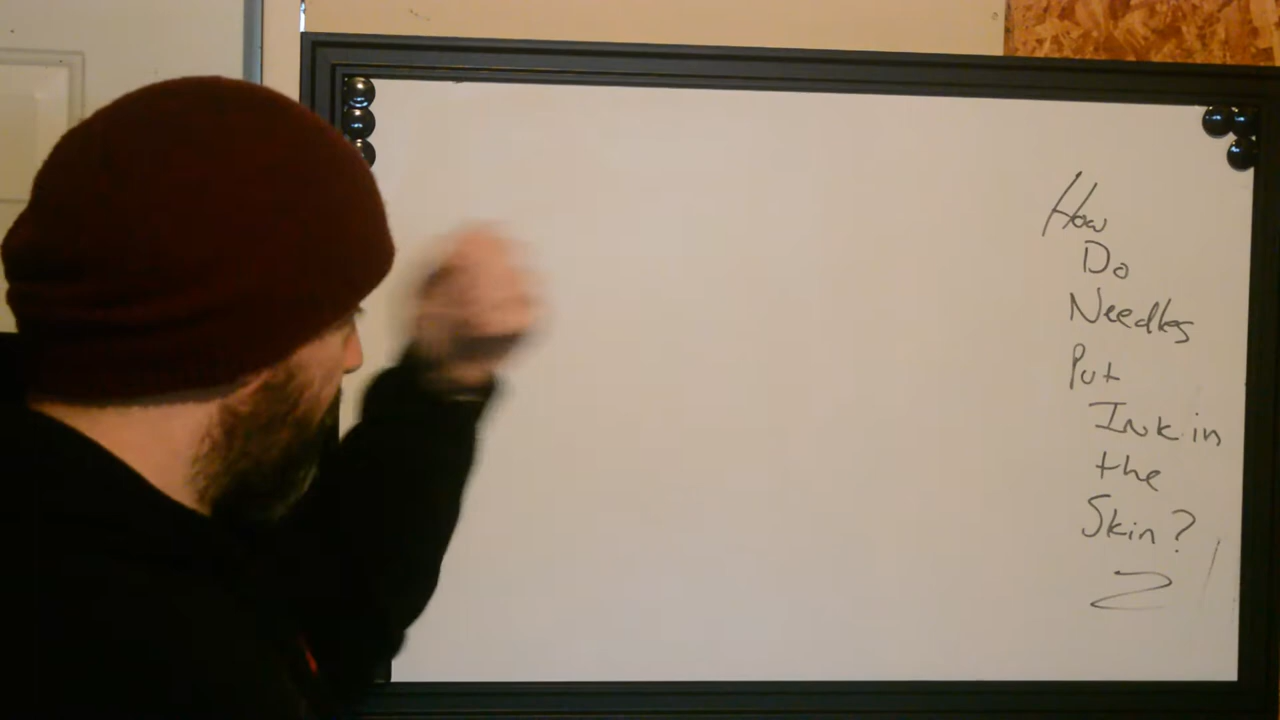 How
Do
Needles
Put
Ink in
the
Skin?